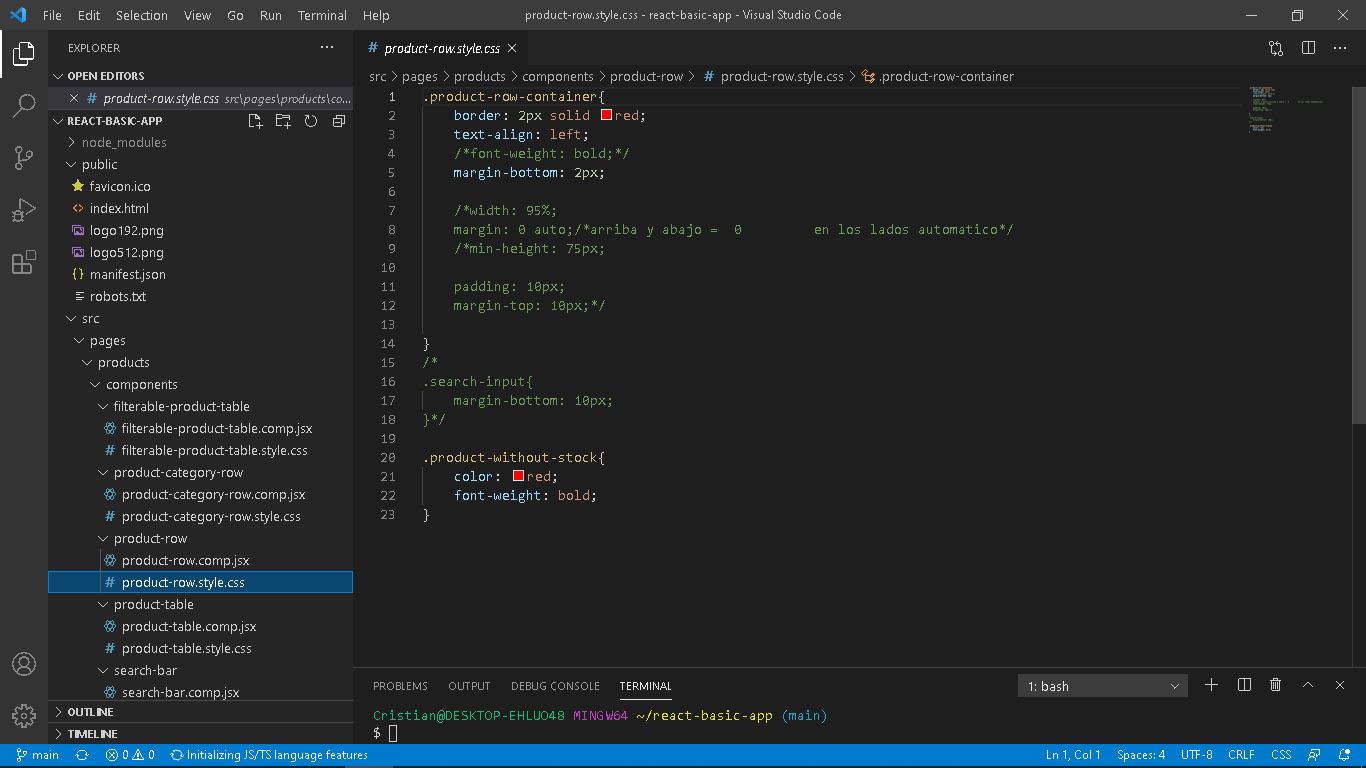 File Edit Selection View Go Run Terminal Help product-row.style.css - react-basic-app - Visual Studio Code
EXPLORER
OPEN EDITORS
# product-row.style.css src\pages\products\co...
REACT-BASIC-APP
node_modules
public
favicon.ico
<> index.html
logo192.png
logo512.png
{} manifest.json
robots.txt
src
pages
products
components
filterable-product-table
filterable-product-table.comp.jsx
# filterable-product-table.style.css
product-category-row
product-category-row.comp.jsx
# product-category-row.style.css
product-row
product-row.comp.jsx
# product-row.style.css
product-table
product-table.comp.jsx
# product-table.style.css
search-bar
search-bar.comp.jsx
OUTLINE
TIMELINE
# product-row.style.css
src > pages > products > components > product-row > # product-row.style.css > .product-row-container
1 .product-row-container{
2 border: 2px solid red;
3 text-align: left;
4 /*font-weight: bold;*/
5 margin-bottom: 2px;
6
7 /*width: 95%;
8 margin: 0 auto;/*arriba y abajo = 0 en los lados automatico*/
9 /*min-height: 75px;
10
11 padding: 10px;
12 margin-top: 10px;*/
13
14 }
15 /*
16 .search-input{
17 margin-bottom: 10px;
18 }*/
19
20 .product-without-stock{
21 color: red;
22 font-weight: bold;
23 }
PROBLEMS OUTPUT DEBUG CONSOLE TERMINAL 1: bash
Cristian@DESKTOP-EHLUO48 MINGW64 ~/react-basic-app (main)
$
main 0 0 Initializing JS/TS language features Ln 1, Col 1 Spaces: 4 UTF-8 CRLF CSS